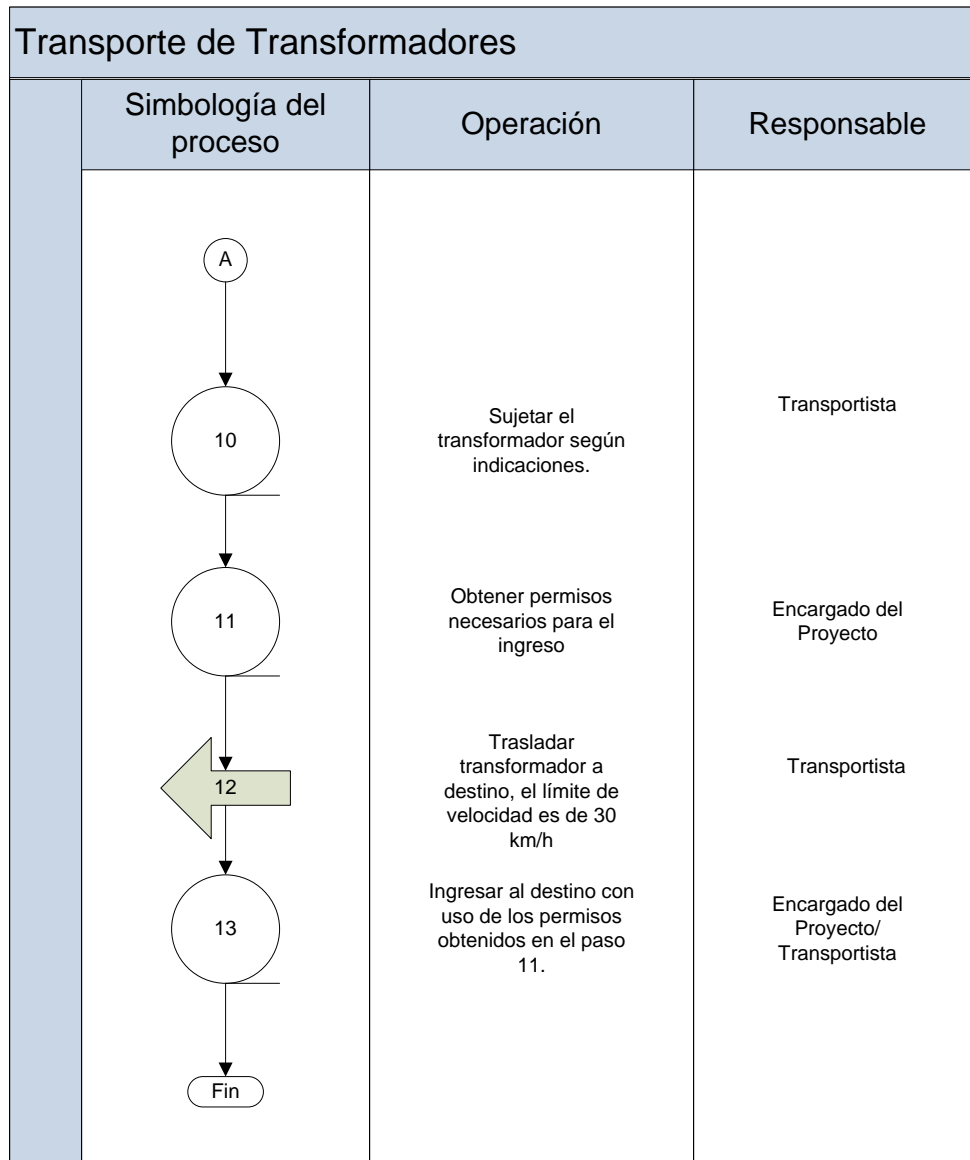 Transporte de Transformadores
Simbología del
proceso
Operación
Responsable
A
10
Sujetar el
transformador según
indicaciones.
Transportista
11
Obtener permisos
necesarios para el
ingreso
Encargado del
Proyecto
12
Trasladar
transformador a
destino, el límite de
velocidad es de 30
km/h
Transportista
13
Ingresar al destino con
uso de los permisos
obtenidos en el paso
11.
Encargado del
Proyecto/
Transportista
Fin